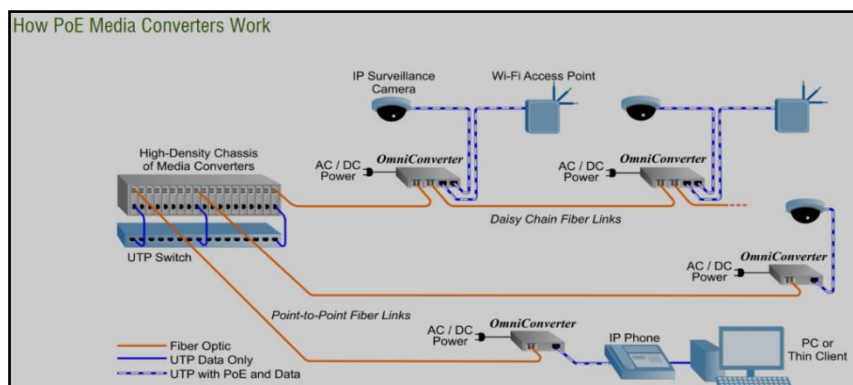 How PoE Media Converters Work
IP Surveillance
Camera
Wi-Fi Access Point
High-Density Chassis
of Media Converters
AC / DC
Power
OmniConverter
AC / DC
Power
OmniConverter
Daisy Chain Fiber Links
UTP Switch
AC / DC
Power
OmniConverter
Point-to-Point Fiber Links
AC / DC
Power
OmniConverter
IP Phone
PC or
Thin Client
Fiber Optic
UTP Data Only
UTP with PoE and Data